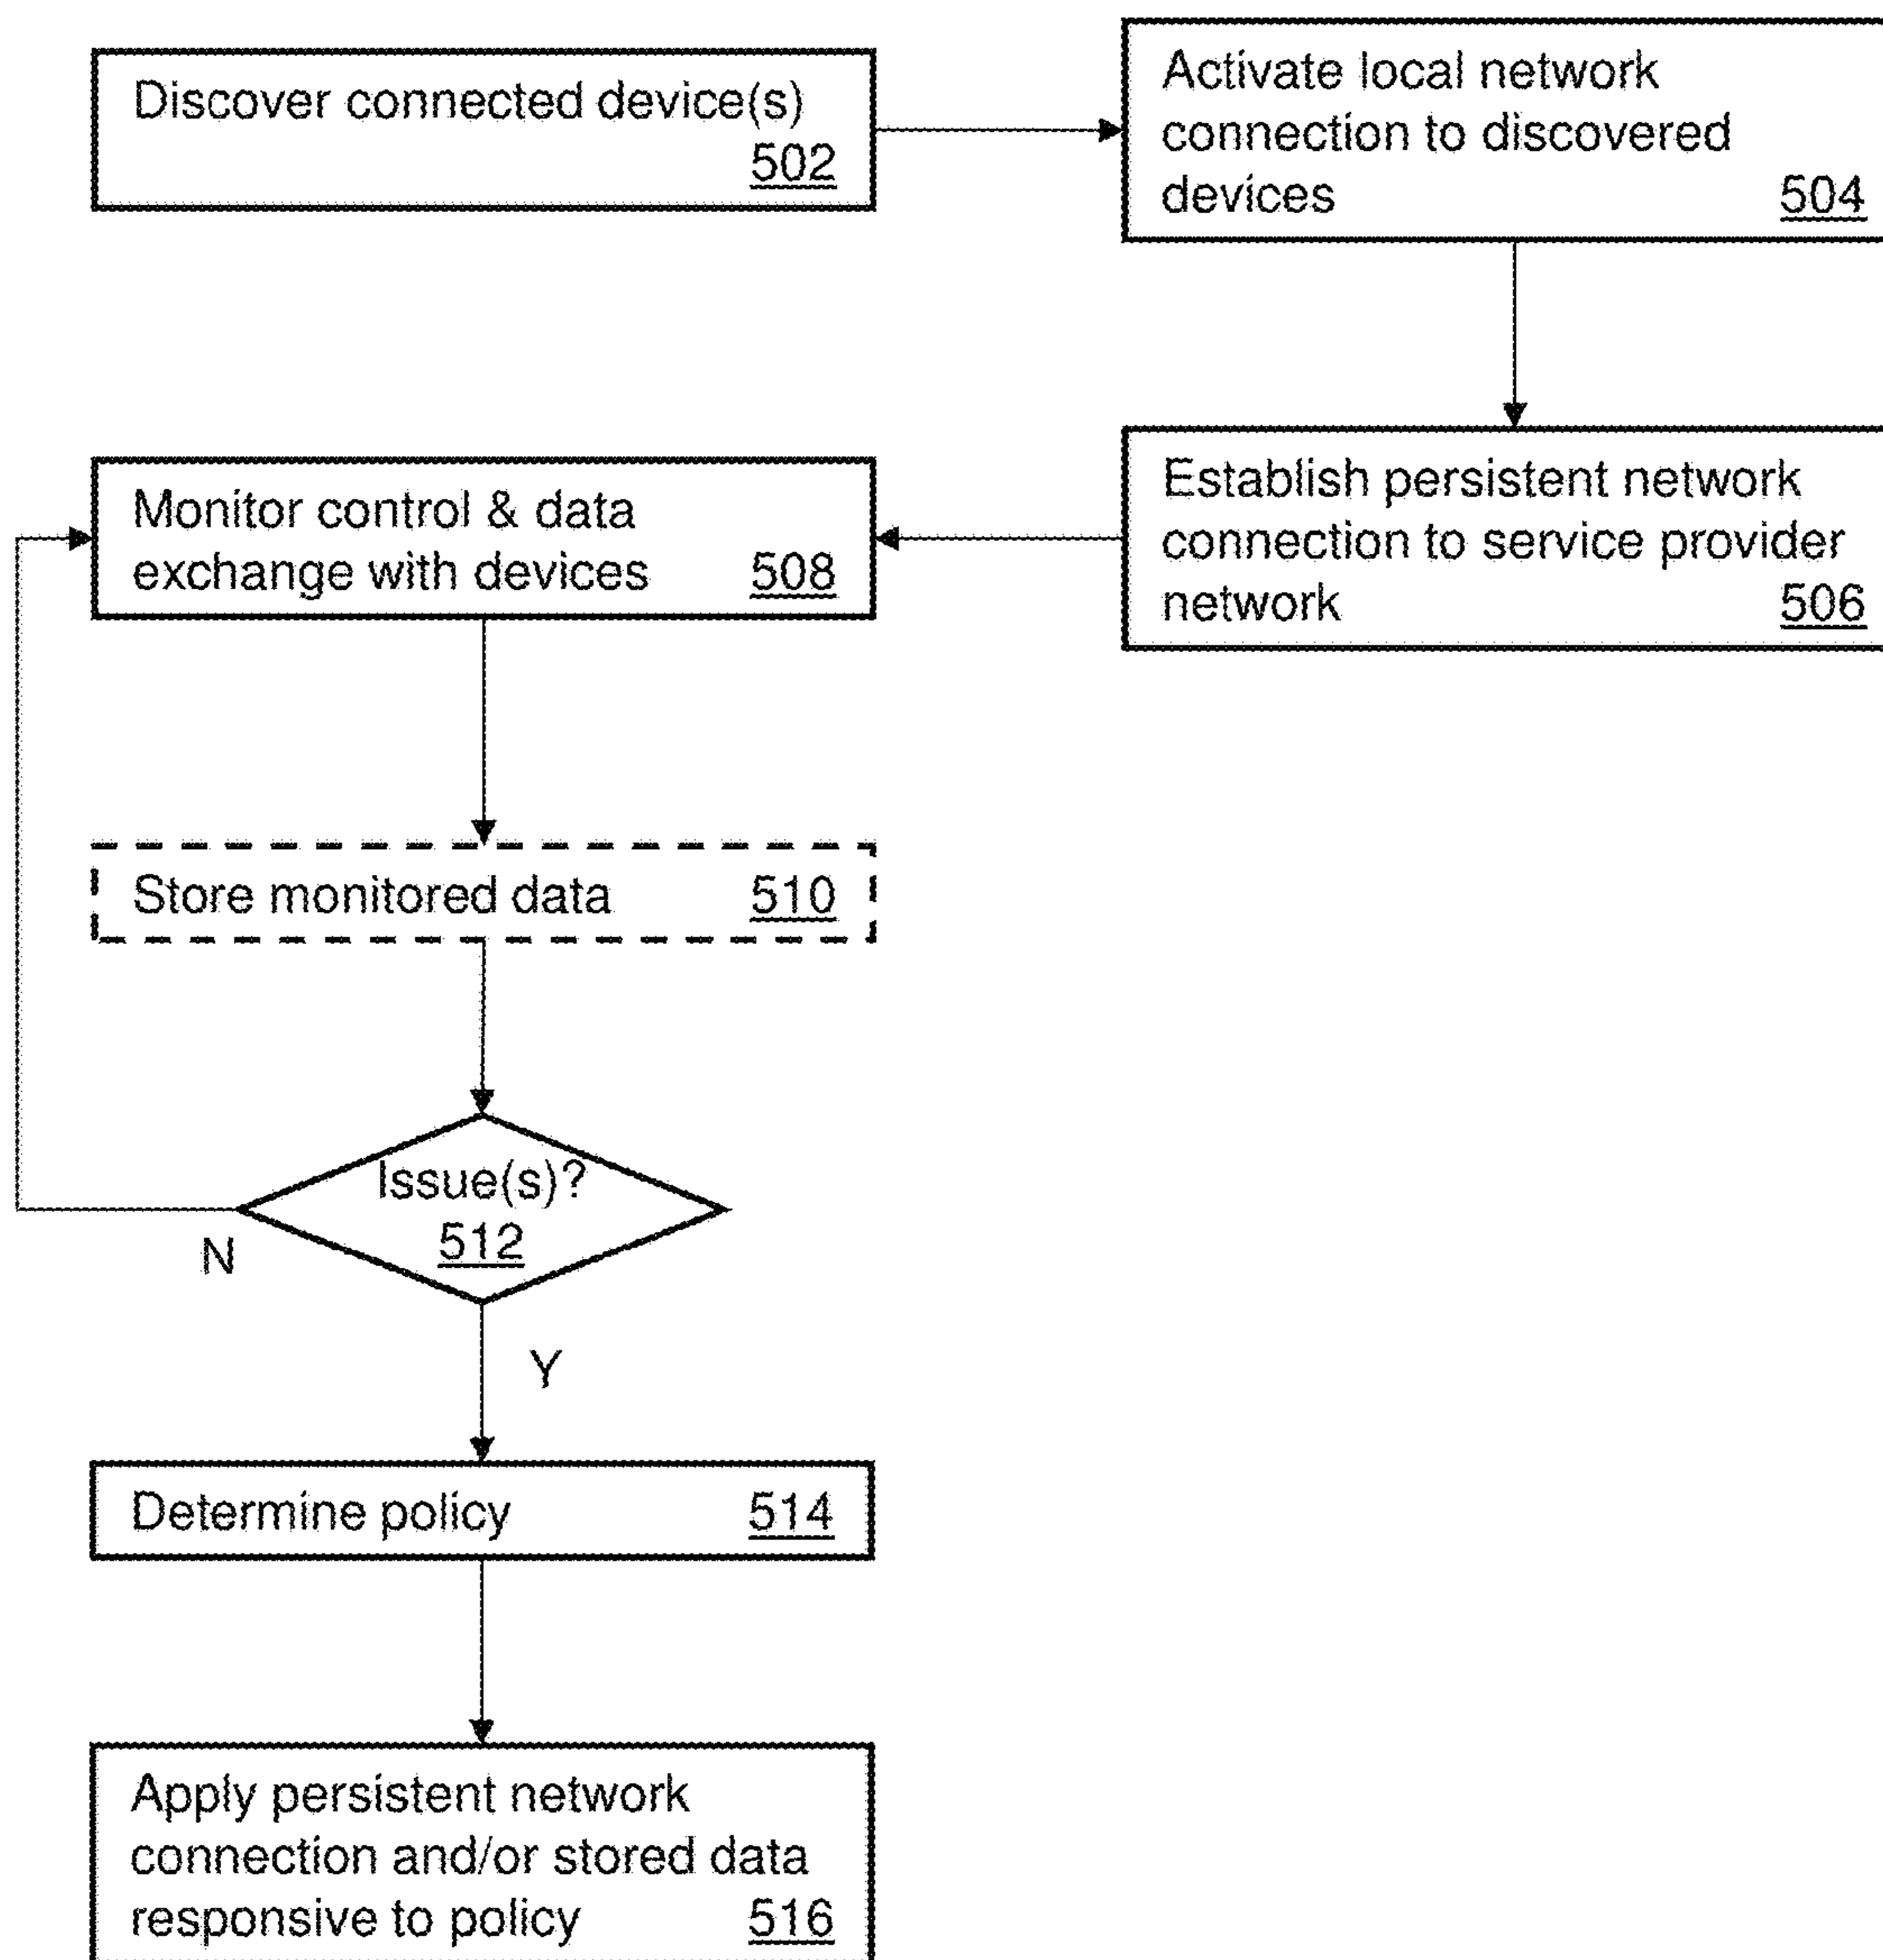 Discover connected device(s)
502
Activate local network
connection to discovered
devices 504
Establish persistent network
connection to service provider
network 506
Monitor control & data
exchange with devices 508
Store monitored data 510
Issue(s)?
512
N
Y
Determine policy 514
Apply persistent network
connection and/or stored data
responsive to policy 516